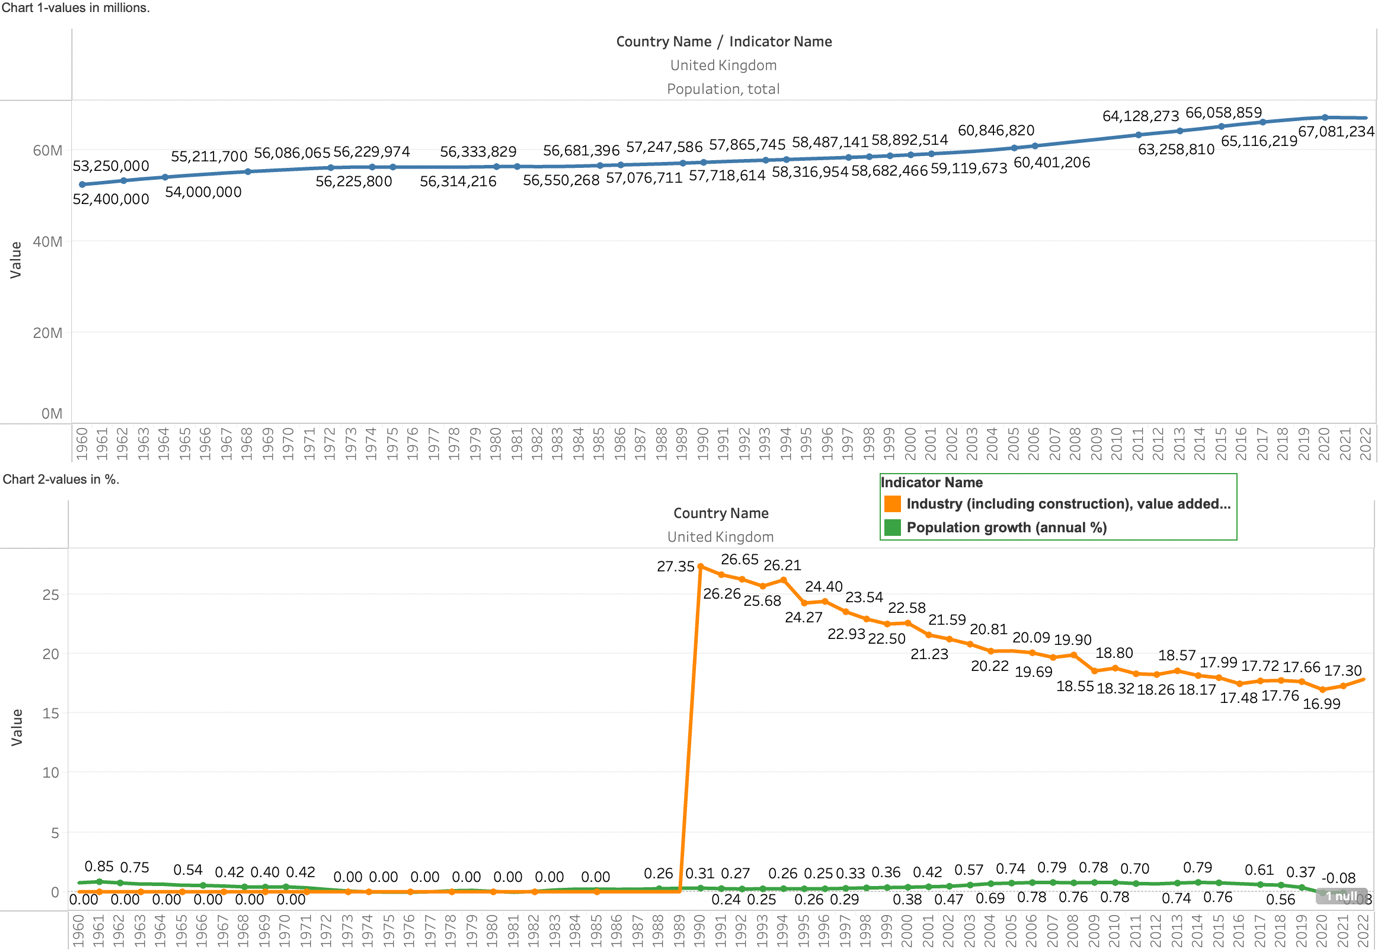 Chart 1-values in millions.
Country Name / Indicator Name
United Kingdom
Population, total
Value
60M
40M
20M
0M
53,250,000 55,211,700 56,086,065 56,229,974 56,333,829 56,681,396 57,247,586 57,865,745 58,487,141 58,892,514 60,846,820 64,128,273 66,058,859
52,400,000 54,000,000 56,225,800 56,314,216 56,550,268 57,076,711 57,718,614 58,316,954 58,682,466 59,119,673 60,401,206 63,258,810 65,116,219 67,081,234
1960 1961 1962 1963 1964 1965 1966 1967 1968 1969 1970 1971 1972 1973 1974 1975 1976 1977 1978 1979 1980 1981 1982 1983 1984 1985 1986 1987 1988 1989 1990 1991 1992 1993 1994 1995 1996 1997 1998 1999 2000 2001 2002 2003 2004 2005 2006 2007 2008 2009 2010 2011 2012 2013 2014 2015 2016 2017 2018 2019 2020 2021 2022
Chart 2-values in %.
Indicator Name
Industry (including construction), value added...
Population growth (annual %)
Country Name
United Kingdom
Value
25
20
15
10
5
0
27.35 26.65 26.21 24.40 23.54 22.58 21.59 20.81 20.09 19.90 18.80 18.57 17.99 17.72 17.66 17.30
26.26 25.68 24.27 22.93 22.50 21.23 20.22 19.69 18.55 18.32 18.26 18.17 17.48 17.76 16.99
0.85 0.75 0.54 0.42 0.40 0.42 0.00 0.00 0.00 0.00 0.00 0.00 0.00 0.26 0.31 0.27 0.26 0.25 0.33 0.36 0.42 0.57 0.74 0.79 0.78 0.70 0.79 0.61 0.37 -0.08
0.00 0.00 0.00 0.00 0.00 0.00 0.24 0.25 0.26 0.29 0.38 0.47 0.69 0.78 0.76 0.78 0.74 0.76 0.56
1 null
1960 1961 1962 1963 1964 1965 1966 1967 1968 1969 1970 1971 1972 1973 1974 1975 1976 1977 1978 1979 1980 1981 1982 1983 1984 1985 1986 1987 1988 1989 1990 1991 1992 1993 1994 1995 1996 1997 1998 1999 2000 2001 2002 2003 2004 2005 2006 2007 2008 2009 2010 2011 2012 2013 2014 2015 2016 2017 2018 2019 2020 2021 2022